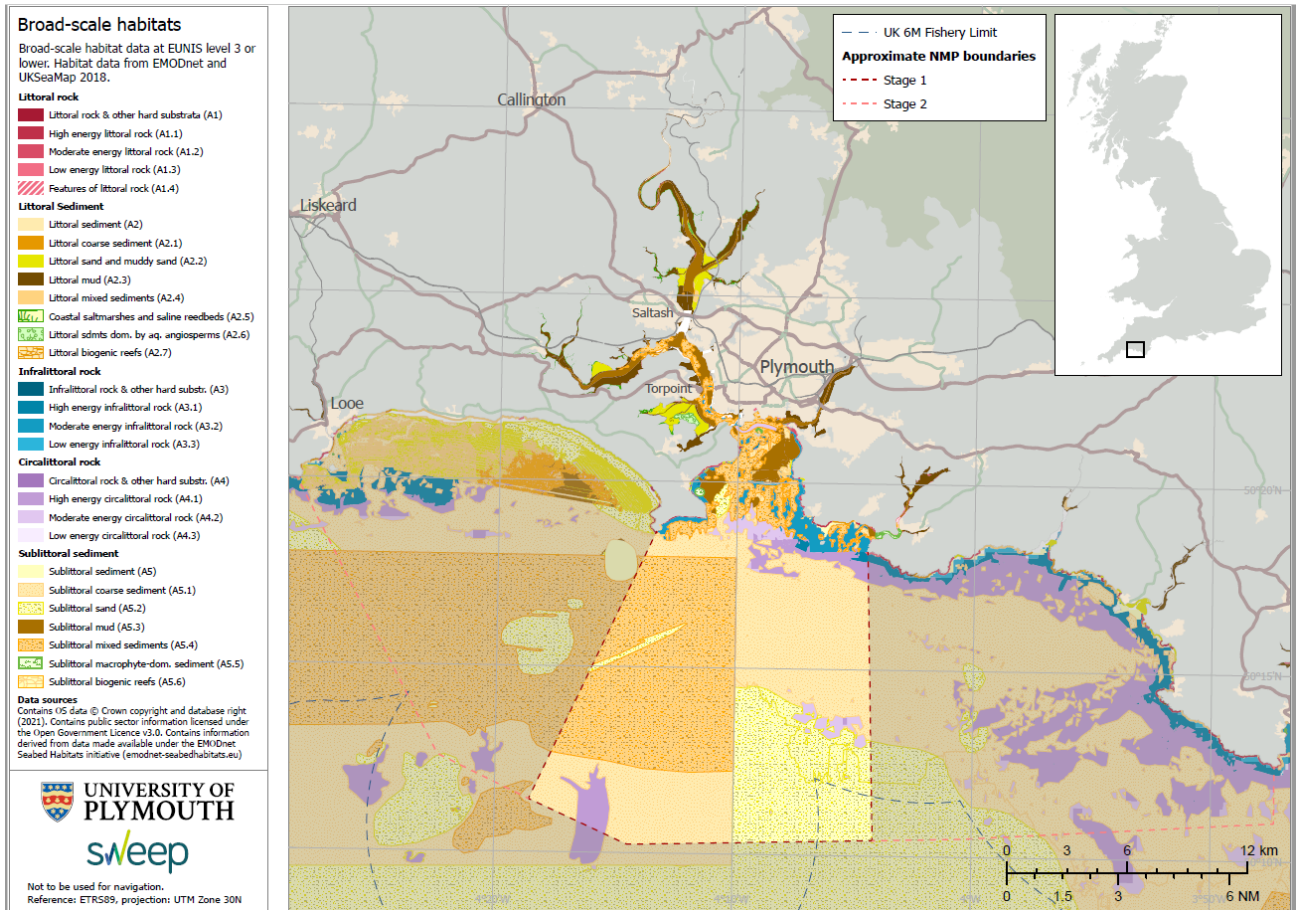 Broad-scale habitats
Broad-scale habitat data at EUNIS level 3 or
lower. Habitat data from EMODnet and
UKSeaMap 2018.
Littoral rock
Littoral rock & other hard substrata (A1)
High energy littoral rock (A1.1)
Moderate energy littoral rock (A1.2)
Low energy littoral rock (A1.3)
Features of littoral rock (A1.4)
Littoral Sediment
Littoral sediment (A2)
Littoral coarse sediment (A2.1)
Littoral sand and muddy sand (A2.2)
Littoral mud (A2.3)
Littoral mixed sediments (A2.4)
Coastal saltmarshes and saline reedbeds (A2.5)
Littoral sdmts dom. by aq. angiosperms (A2.6)
Littoral biogenic reefs (A2.7)
Infralittoral rock
Infralittoral rock & other hard substr. (A3)
High energy infralittoral rock (A3.1)
Moderate energy infralittoral rock (A3.2)
Low energy infralittoral rock (A3.3)
Circalittoral rock
Circalittoral rock & other hard substr. (A4)
High energy circalittoral rock (A4.1)
Moderate energy circalittoral rock (A4.2)
Low energy circalittoral rock (A4.3)
Sublittoral sediment
Sublittoral sediment (A5)
Sublittoral coarse sediment (A5.1)
Sublittoral sand (A5.2)
Sublittoral mud (A5.3)
Sublittoral mixed sediments (A5.4)
Sublittoral macrophyte-dom. sediment (A5.5)
Sublittoral biogenic reefs (A5.6)
Data sources
Contains OS data © Crown copyright and database right
(2021). Contains public sector information licensed under
the Open Government Licence v3.0. Contains information
derived from data made available under the EMODnet
Seabed Habitats initiative (emodnet-seabedhabitats.eu)
UNIVERSITY OF
PLYMOUTH
sweep
Not to be used for navigation.
Reference: ETRS89, projection: UTM Zone 30N
UK 6M Fishery Limit
Approximate NMP boundaries
Stage 1
Stage 2
Callington
Liskeard
Saltash
Plymouth
Torpoint
Looe
50°20'N
50°15'N
0 3 6 12 km
0 1.5 3 6 NM
4°20'W